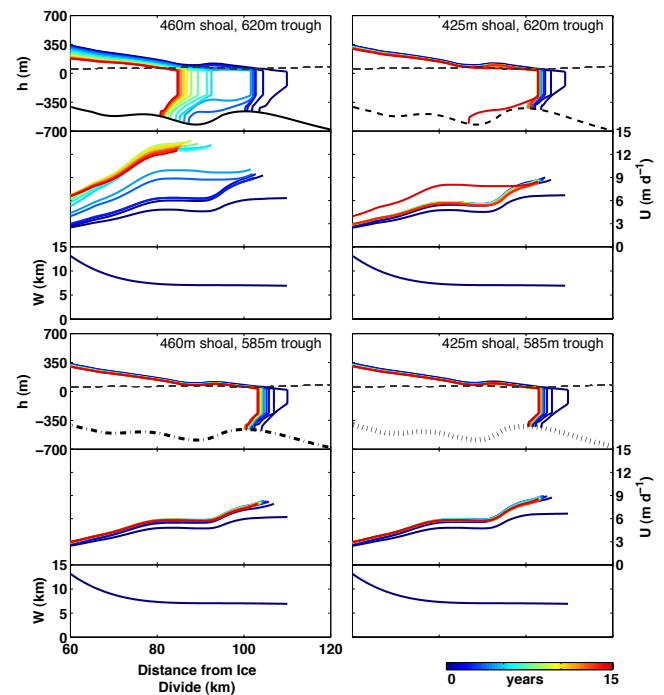 460m shoal, 620m trough
425m shoal, 620m trough
700
350
0
−350
−700
h (m)
15
12
9
6
3
0
U (m d⁻¹)
15
10
5
0
W (km)
460m shoal, 585m trough
425m shoal, 585m trough
700
350
0
−350
−700
h (m)
15
12
9
6
3
0
U (m d⁻¹)
15
10
5
0
W (km)
60 80 100 120
Distance from Ice
Divide (km)
0 years 15